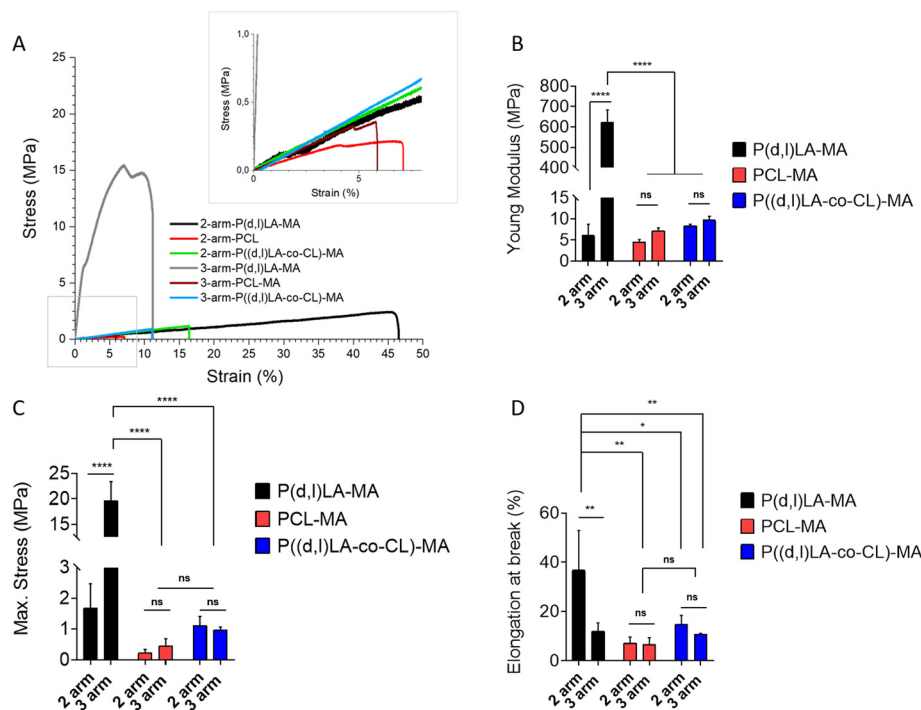 A
25
20
15
10
5
0
Stress (MPa)
0 5 10 15 20 25 30 35 40 45 50
Strain (%)
1,0
0,5
0,0
Stress (MPa)
5
Strain (%)
2-arm-P(d,l)LA-MA
2-arm-PCL
2-arm-P((d,l)LA-co-CL)-MA
3-arm-P(d,l)LA-MA
3-arm-PCL-MA
3-arm-P((d,l)LA-co-CL)-MA
B
****
****
ns ns
800
700
600
500
400
15
10
5
0
Young Modulus (MPa)
2 arm 3 arm 2 arm 3 arm 2 arm 3 arm
P(d,l)LA-MA
PCL-MA
P((d,l)LA-co-CL)-MA
C
****
****
****
ns
ns ns
25
20
15
10
3
2
1
0
Max. Stress (MPa)
2 arm 3 arm 2 arm 3 arm 2 arm 3 arm
P(d,l)LA-MA
PCL-MA
P((d,l)LA-co-CL)-MA
D
**
*
**
**
ns
ns ns
60
40
20
0
Elongation at break (%)
2 arm 3 arm 2 arm 3 arm 2 arm 3 arm
P(d,l)LA-MA
PCL-MA
P((d,l)LA-co-CL)-MA